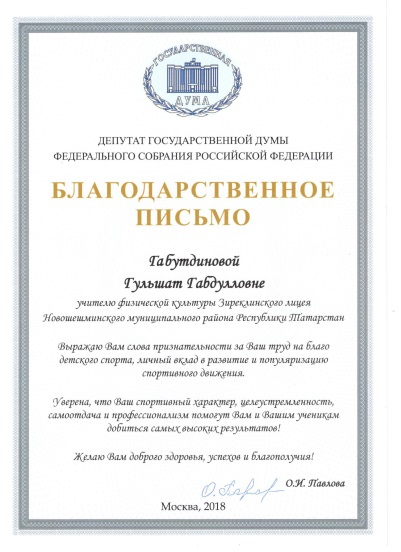 ГОСУДАРСТВЕННАЯ
ДУМА
ДЕПУТАТ ГОСУДАРСТВЕННОЙ ДУМЫ
ФЕДЕРАЛЬНОГО СОБРАНИЯ РОССИЙСКОЙ ФЕДЕРАЦИИ
БЛАГОДАРСТВЕННОЕ
ПИСЬМО
Габутдиновой
Гульшат Габдулловне
учителю физической культуры Зиреклинского лицея
Новошешминского муниципального района Республики Татарстан
Выражаю Вам слова признательности за Ваш труд на благо
детского спорта, личный вклад в развитие и популяризацию
спортивного движения.
Уверена, что Ваш спортивный характер, целеустремленность,
самоотдача и профессионализм помогут Вам и Вашим ученикам
добиться самых высоких результатов!
Желаю Вам доброго здоровья, успехов и благополучия!
О.И. Павлова
Москва, 2018